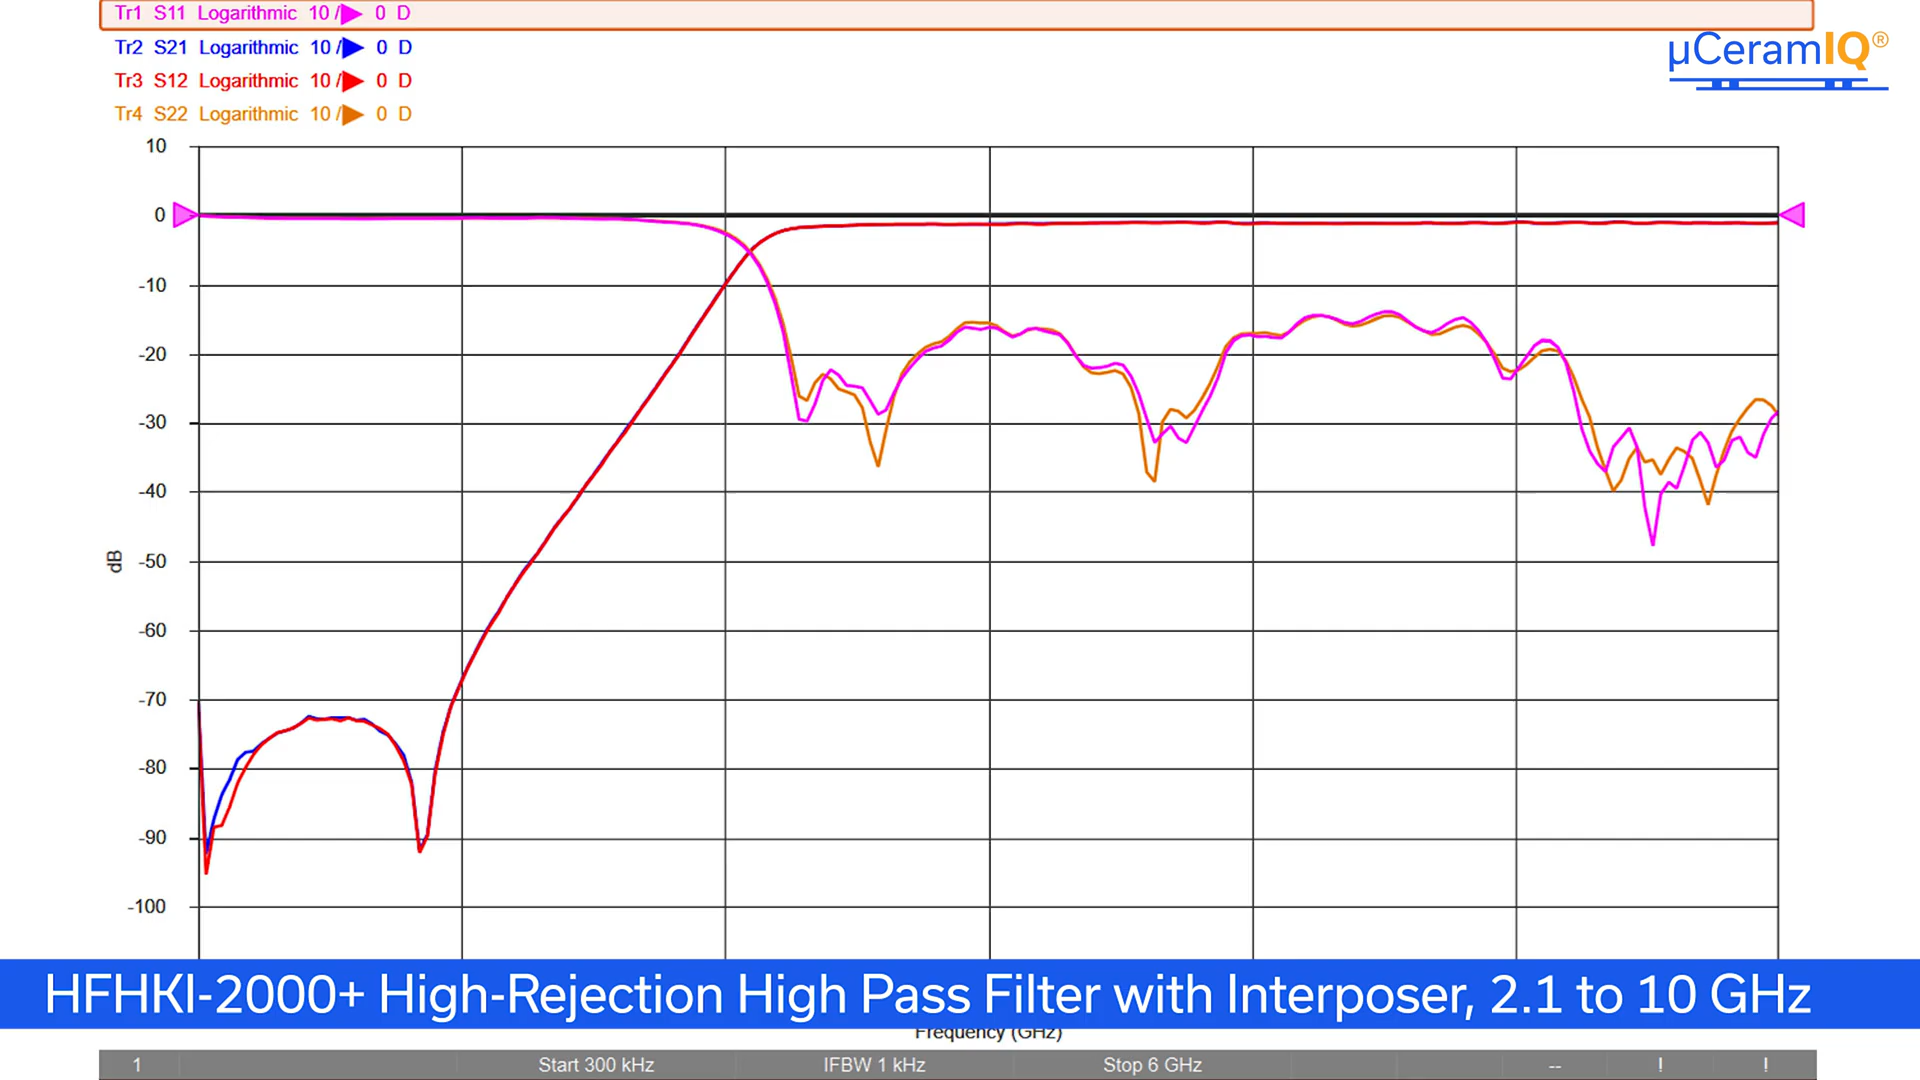 Tr1 S11 Logarithmic 10 / 0 D
Tr2 S21 Logarithmic 10 / 0 D
Tr3 S12 Logarithmic 10 / 0 D
Tr4 S22 Logarithmic 10 / 0 D
µCeramIQ®
10
0
-10
-20
-30
-40
-50
-60
-70
-80
-90
-100
dB
HFHKI-2000+ High-Rejection High Pass Filter with Interposer, 2.1 to 10 GHz
Frequency (GHz)
1 Start 300 kHz IFBW 1 kHz Stop 6 GHz -- ! !